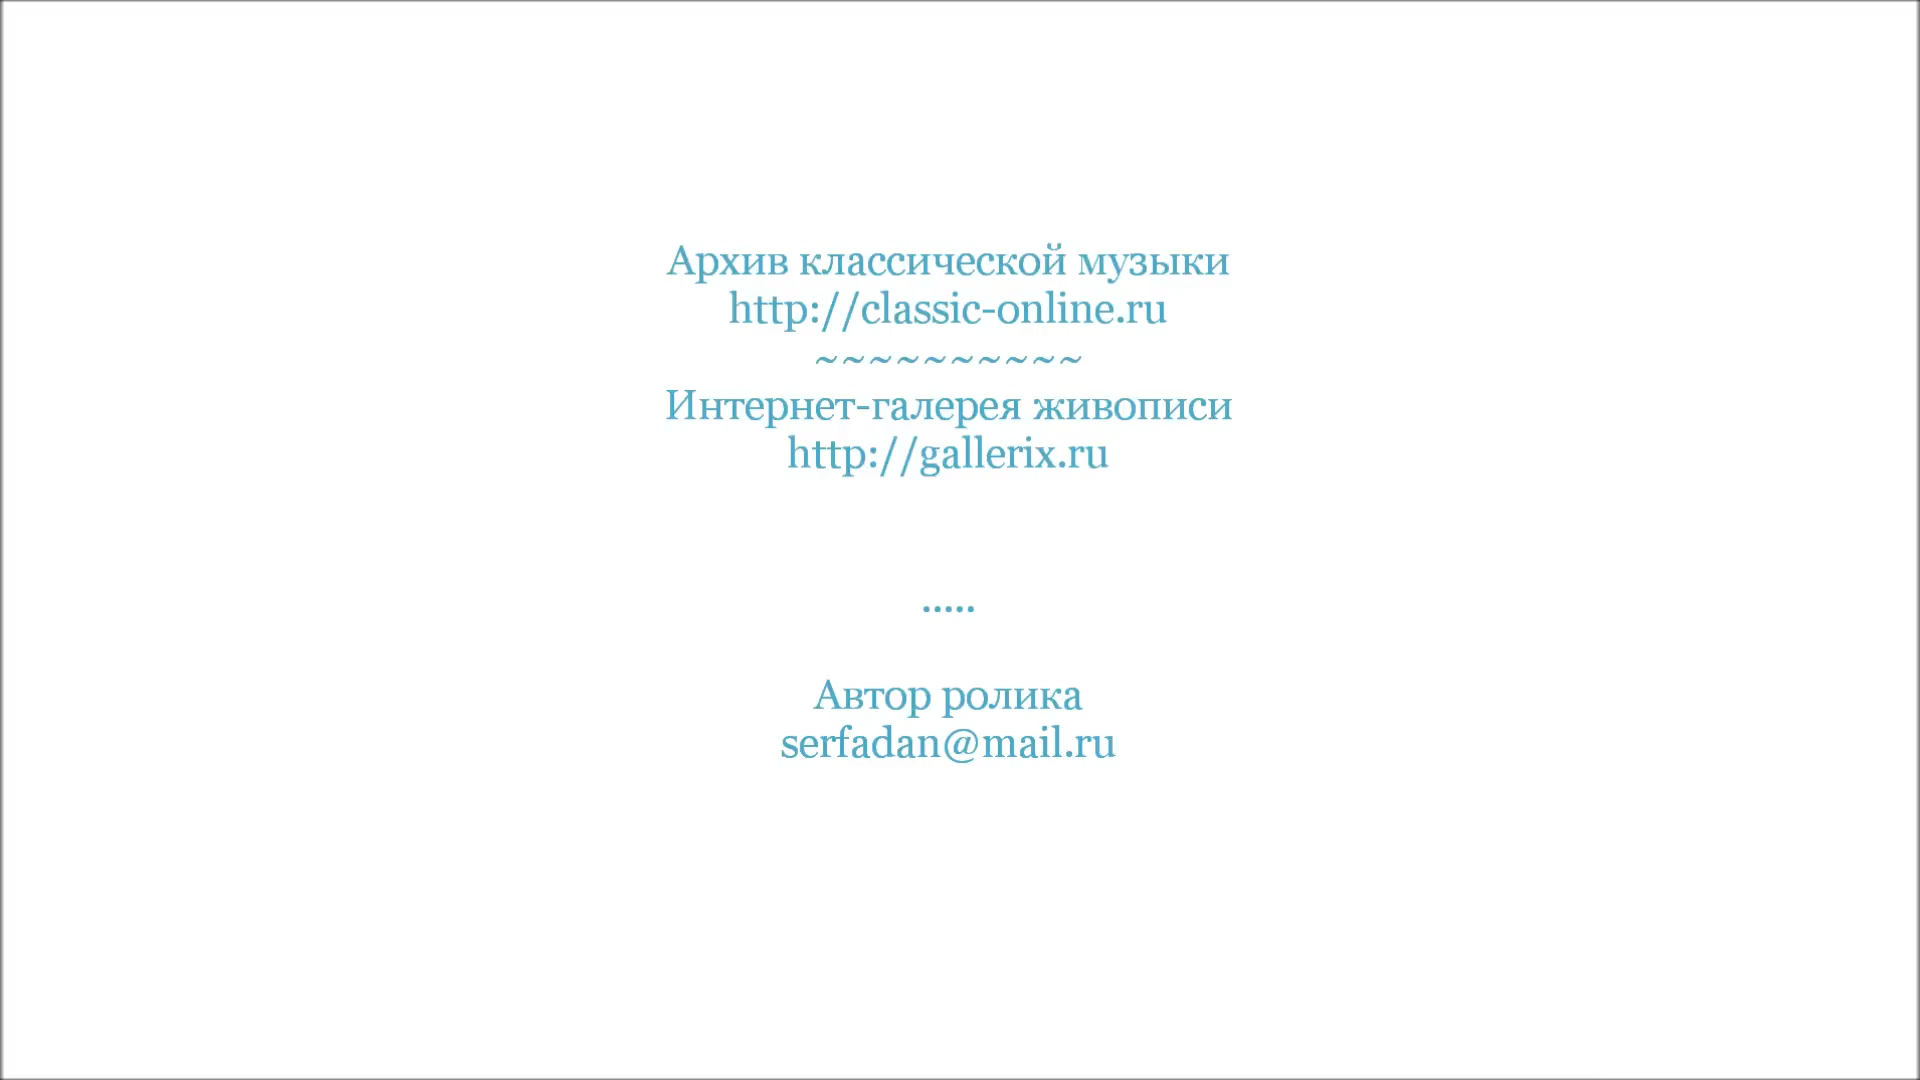 Архив классической музыки
http://classic-online.ru
~~~~~~~~~~
Интернет-галерея живописи
http://gallerix.ru
.....
Автор ролика
serfadan@mail.ru